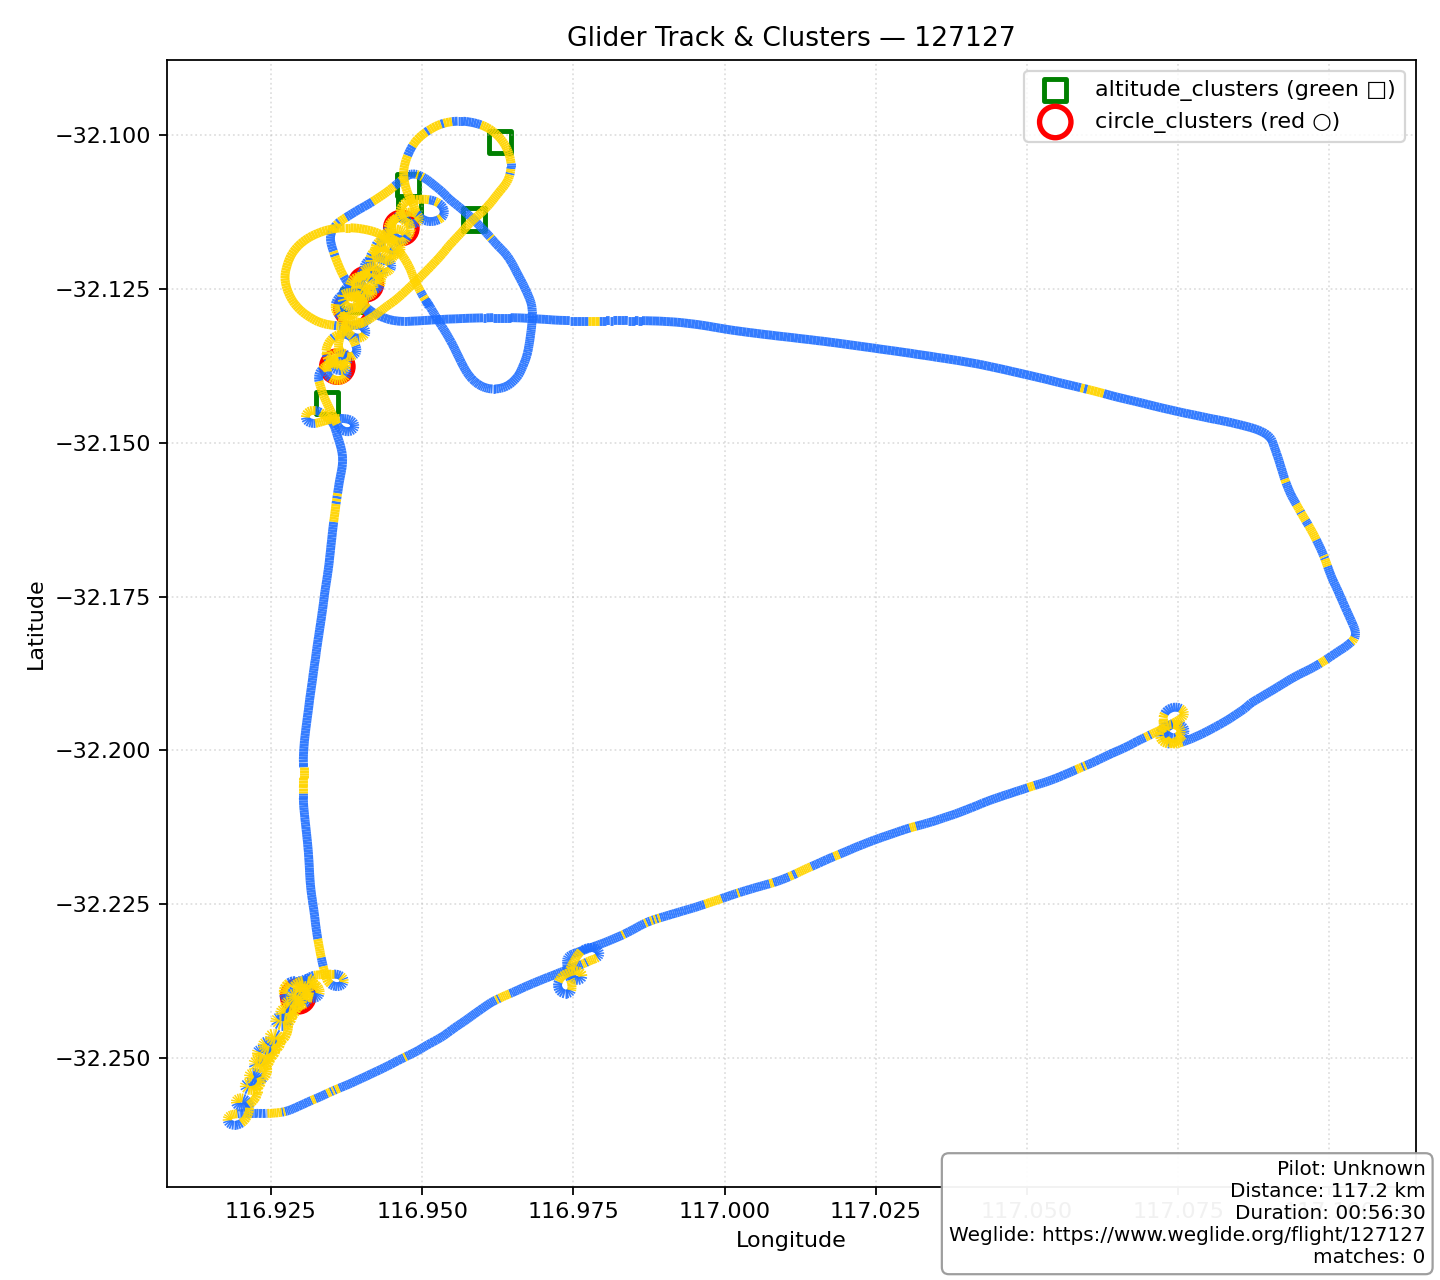 Glider Track & Clusters — 127127
altitude_clusters (green □)
circle_clusters (red ○)
Latitude
−32.100
−32.125
−32.150
−32.175
−32.200
−32.225
−32.250
116.925 116.950 116.975 117.000 117.025 117.050 117.075
Longitude
Pilot: Unknown
Distance: 117.2 km
Duration: 00:56:30
Weglide: https://www.weglide.org/flight/127127
matches: 0